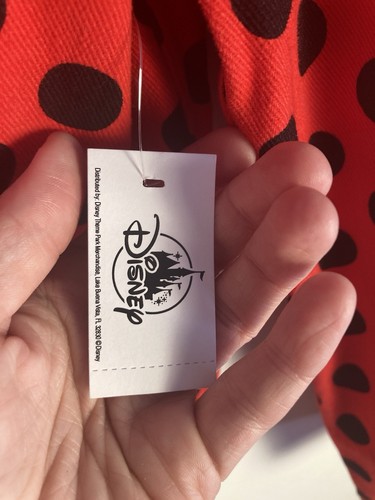 Distributed by: Disney Theme Park Merchandise, Lake Buena Vista, FL 32830 © Disney
Disney